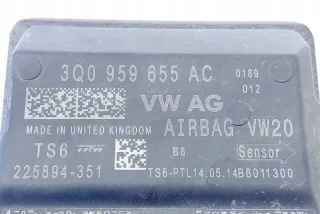 3Q0 959 655 AC 0189
012
VW AG
MADE IN UNITED KINGDOM AIRBAG VW20
TS6 B8 Sensor
225894-351 TS6-PTL14.05.14B8011300